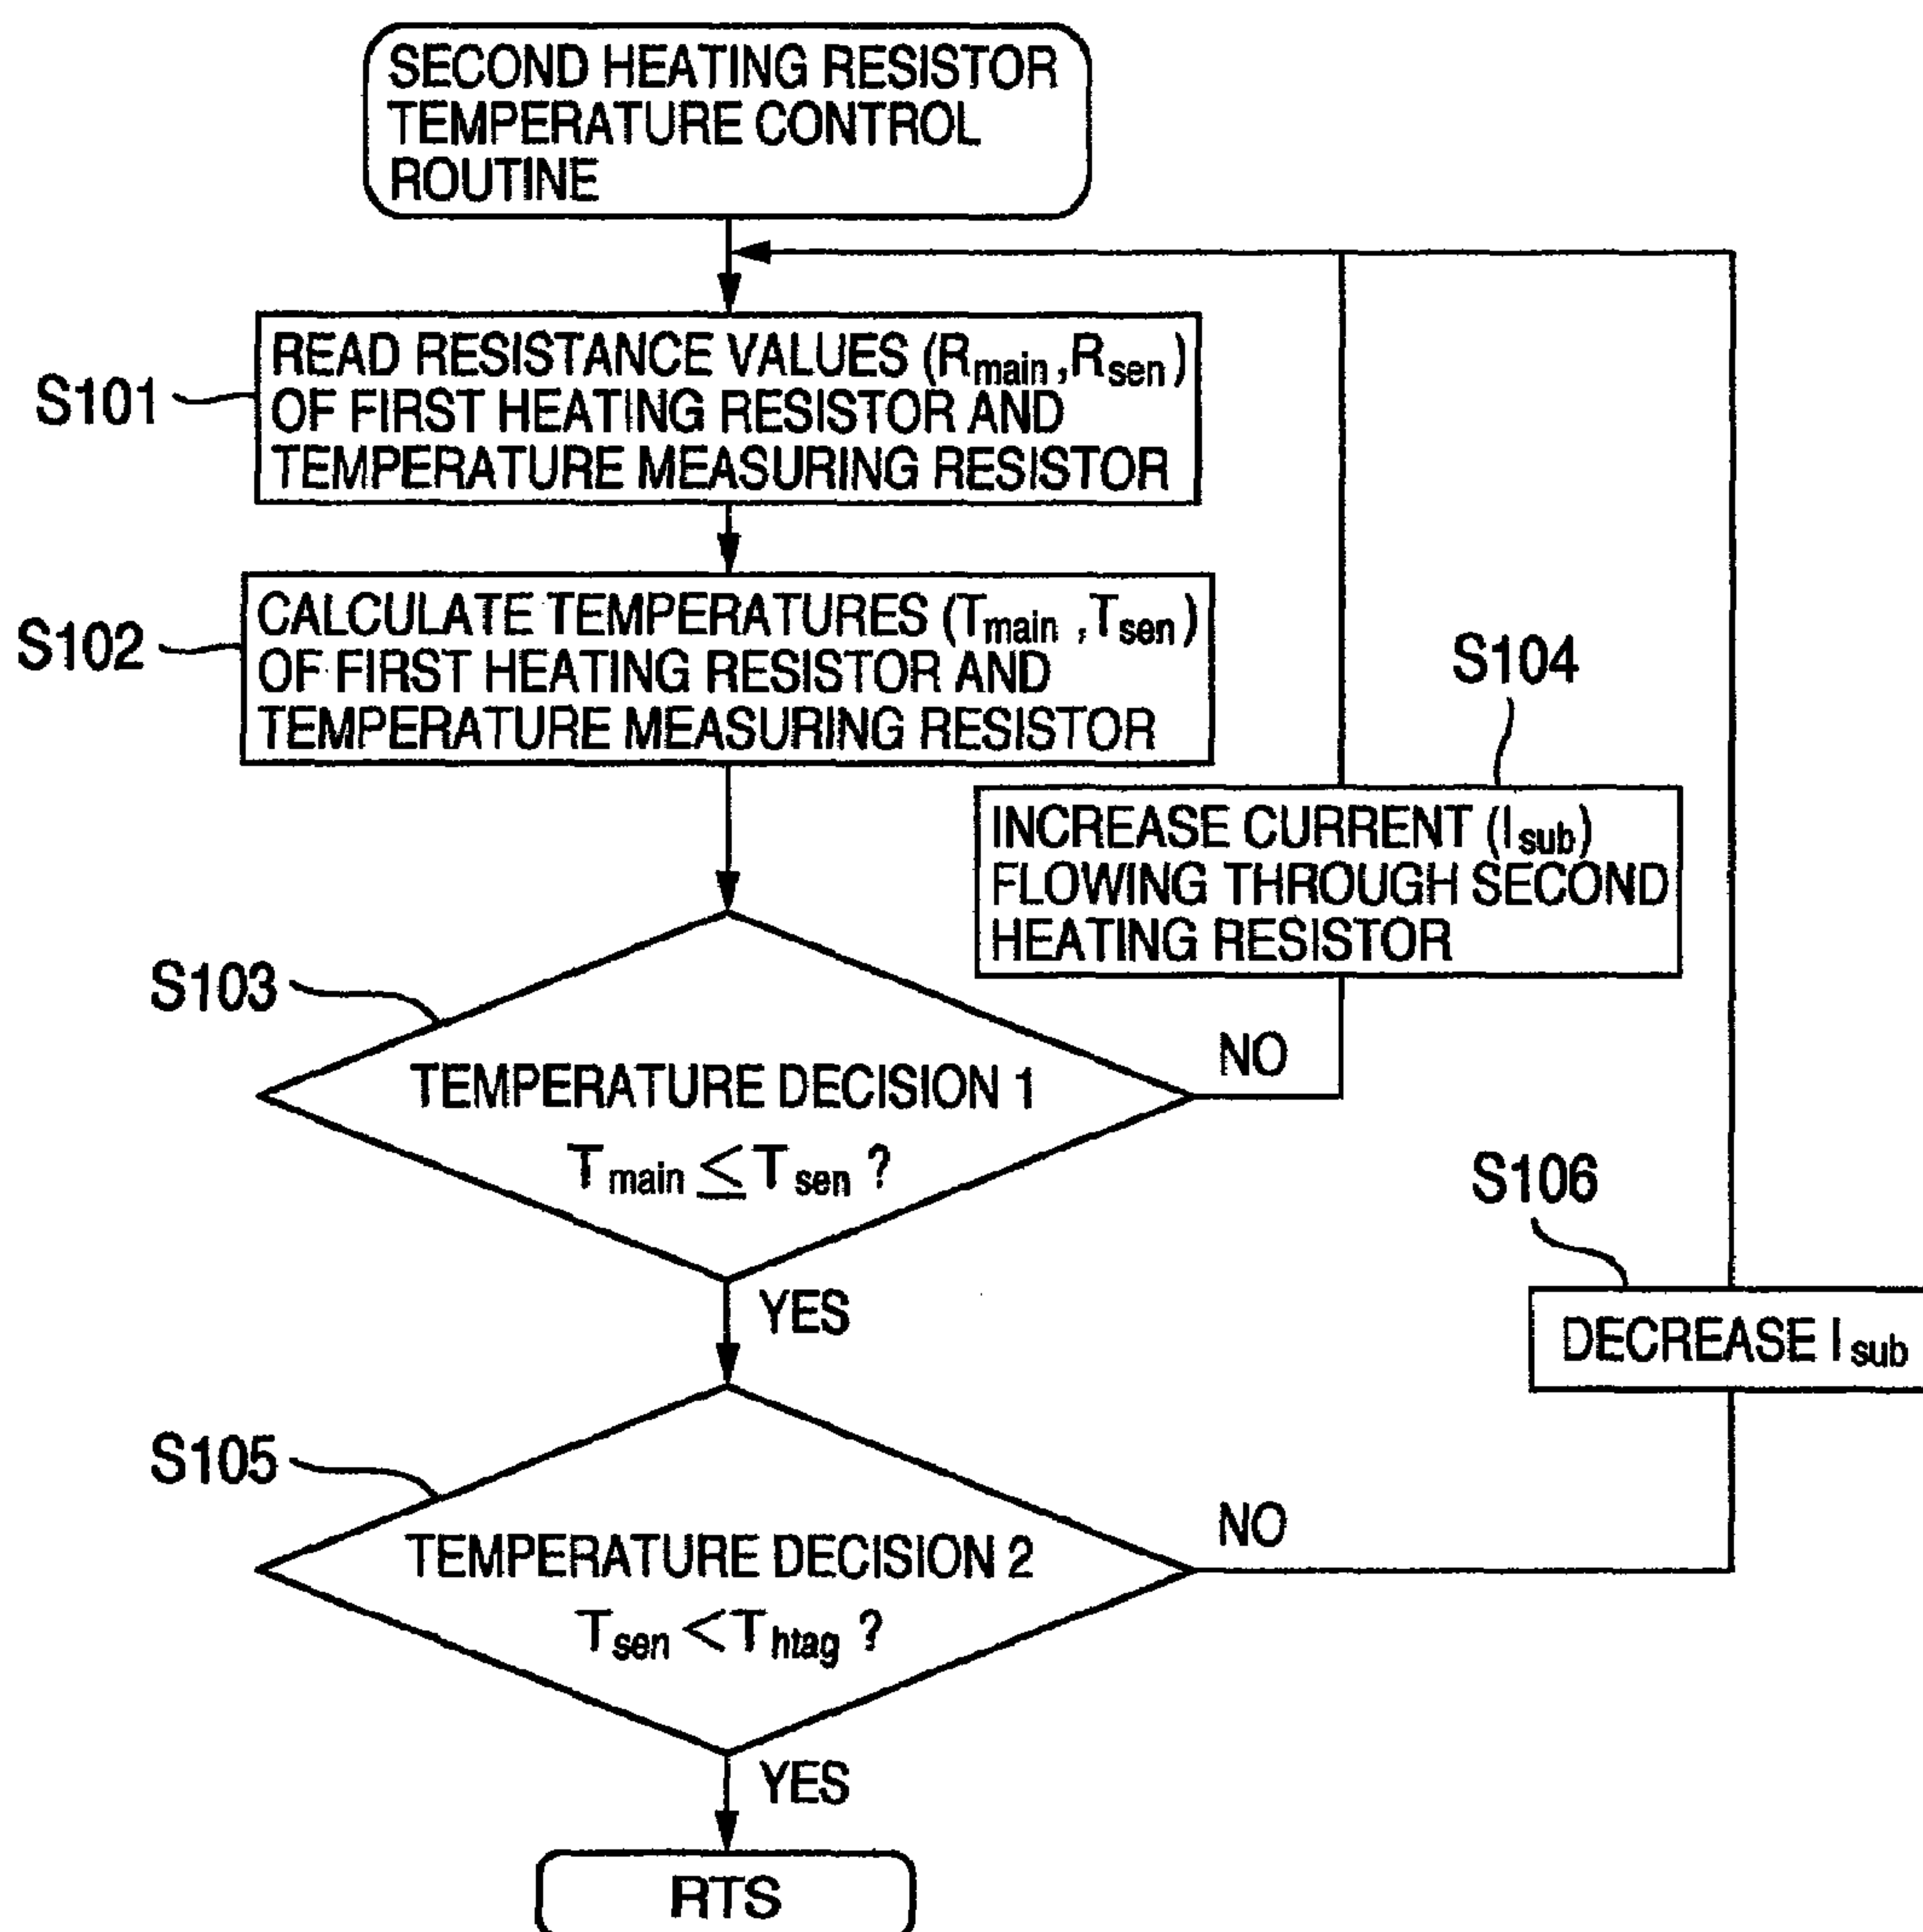 SECOND HEATING RESISTOR
TEMPERATURE CONTROL
ROUTINE
S101
READ RESISTANCE VALUES (Rmain,Rsen)
OF FIRST HEATING RESISTOR AND
TEMPERATURE MEASURING RESISTOR
S102
CALCULATE TEMPERATURES (Tmain ,Tsen)
OF FIRST HEATING RESISTOR AND
TEMPERATURE MEASURING RESISTOR
S104
INCREASE CURRENT (Isub)
FLOWING THROUGH SECOND
HEATING RESISTOR
S103
TEMPERATURE DECISION 1
Tmain ≤ Tsen ?
NO
YES
S106
DECREASE Isub
S105
TEMPERATURE DECISION 2
Tsen < Thtag ?
NO
YES
RTS